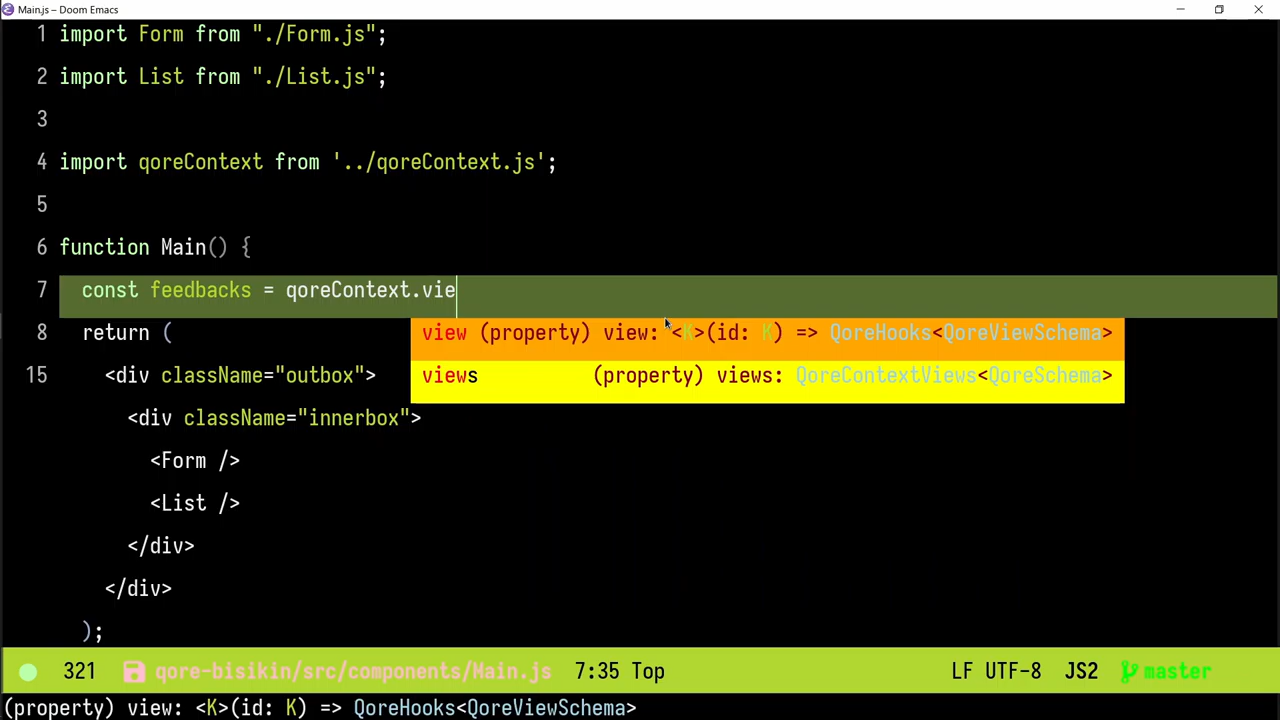 Main.js – Doom Emacs
1 import Form from "./Form.js";
2 import List from "./List.js";
3
4 import qoreContext from '../qoreContext.js';
5
6 function Main() {
7 const feedbacks = qoreContext.vie
8 return (
view (property) view: <K>(id: K) => QoreHooks<QoreViewSchema>
15 <div className="outbox">
views (property) views: QoreContextViews<QoreSchema>
<div className="innerbox">
<Form />
<List />
</div>
</div>
);
321 qore-bisikin/src/components/Main.js 7:35 Top LF UTF-8 JS2 master
(property) view: <K>(id: K) => QoreHooks<QoreViewSchema>